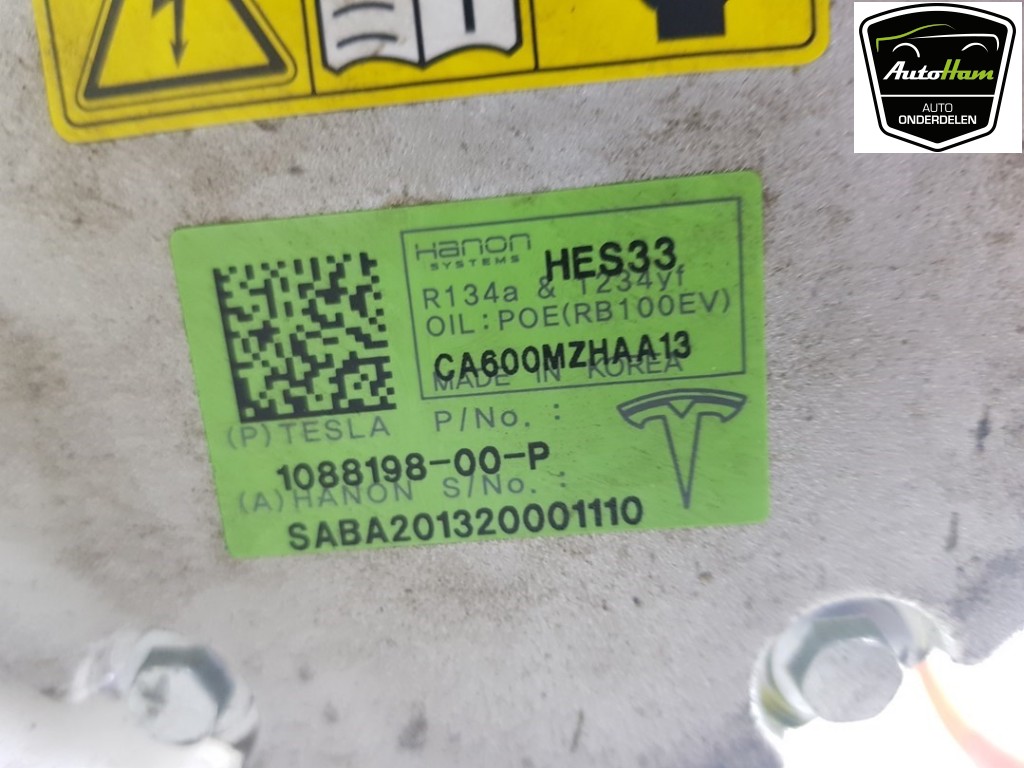 AutoHam
AUTO
ONDERDELEN
Hanon
SYSTEMS
HES33
R134a & 1234yf
OIL:POE(RB100EV)
CA600MZHAA13
MADE IN KOREA
(P)TESLA P/No. :
1088198-00-P
(A)HANON S/No. :
SABA201320001110